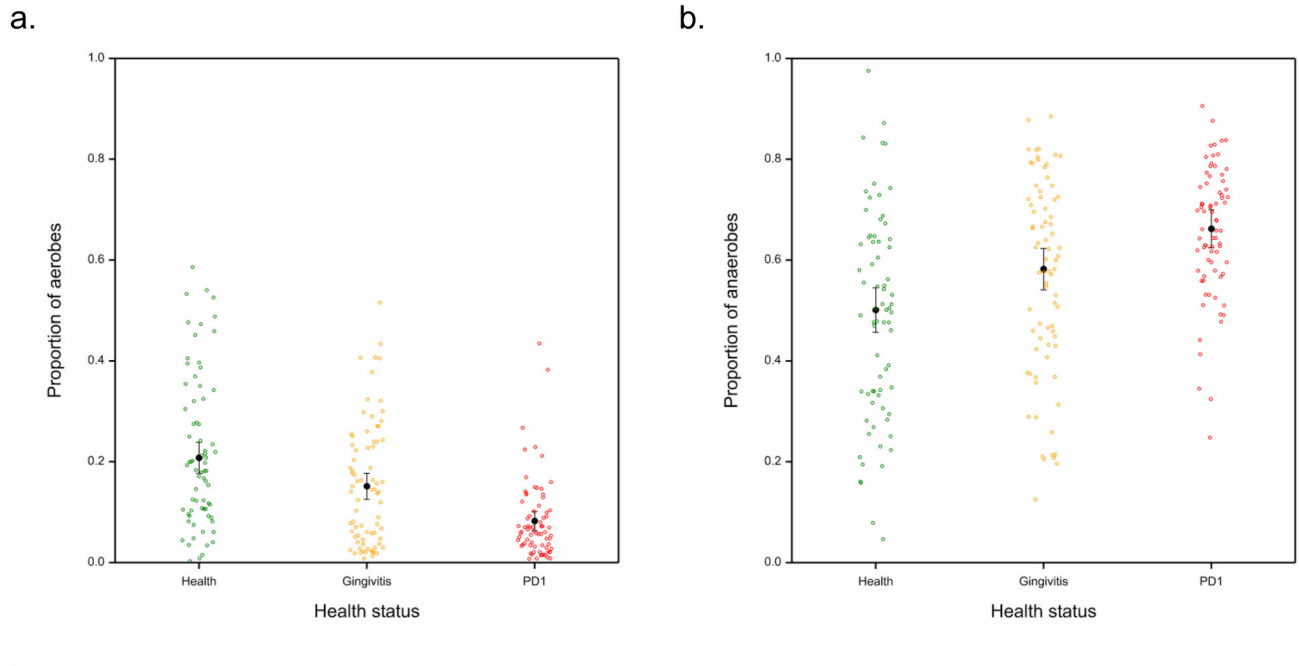 a.
Proportion of aerobes
1.0
0.8
0.6
0.4
0.2
0.0
Health
Gingivitis
PD1
Health status
b.
Proportion of anaerobes
1.0
0.8
0.6
0.4
0.2
0.0
Health
Gingivitis
PD1
Health status